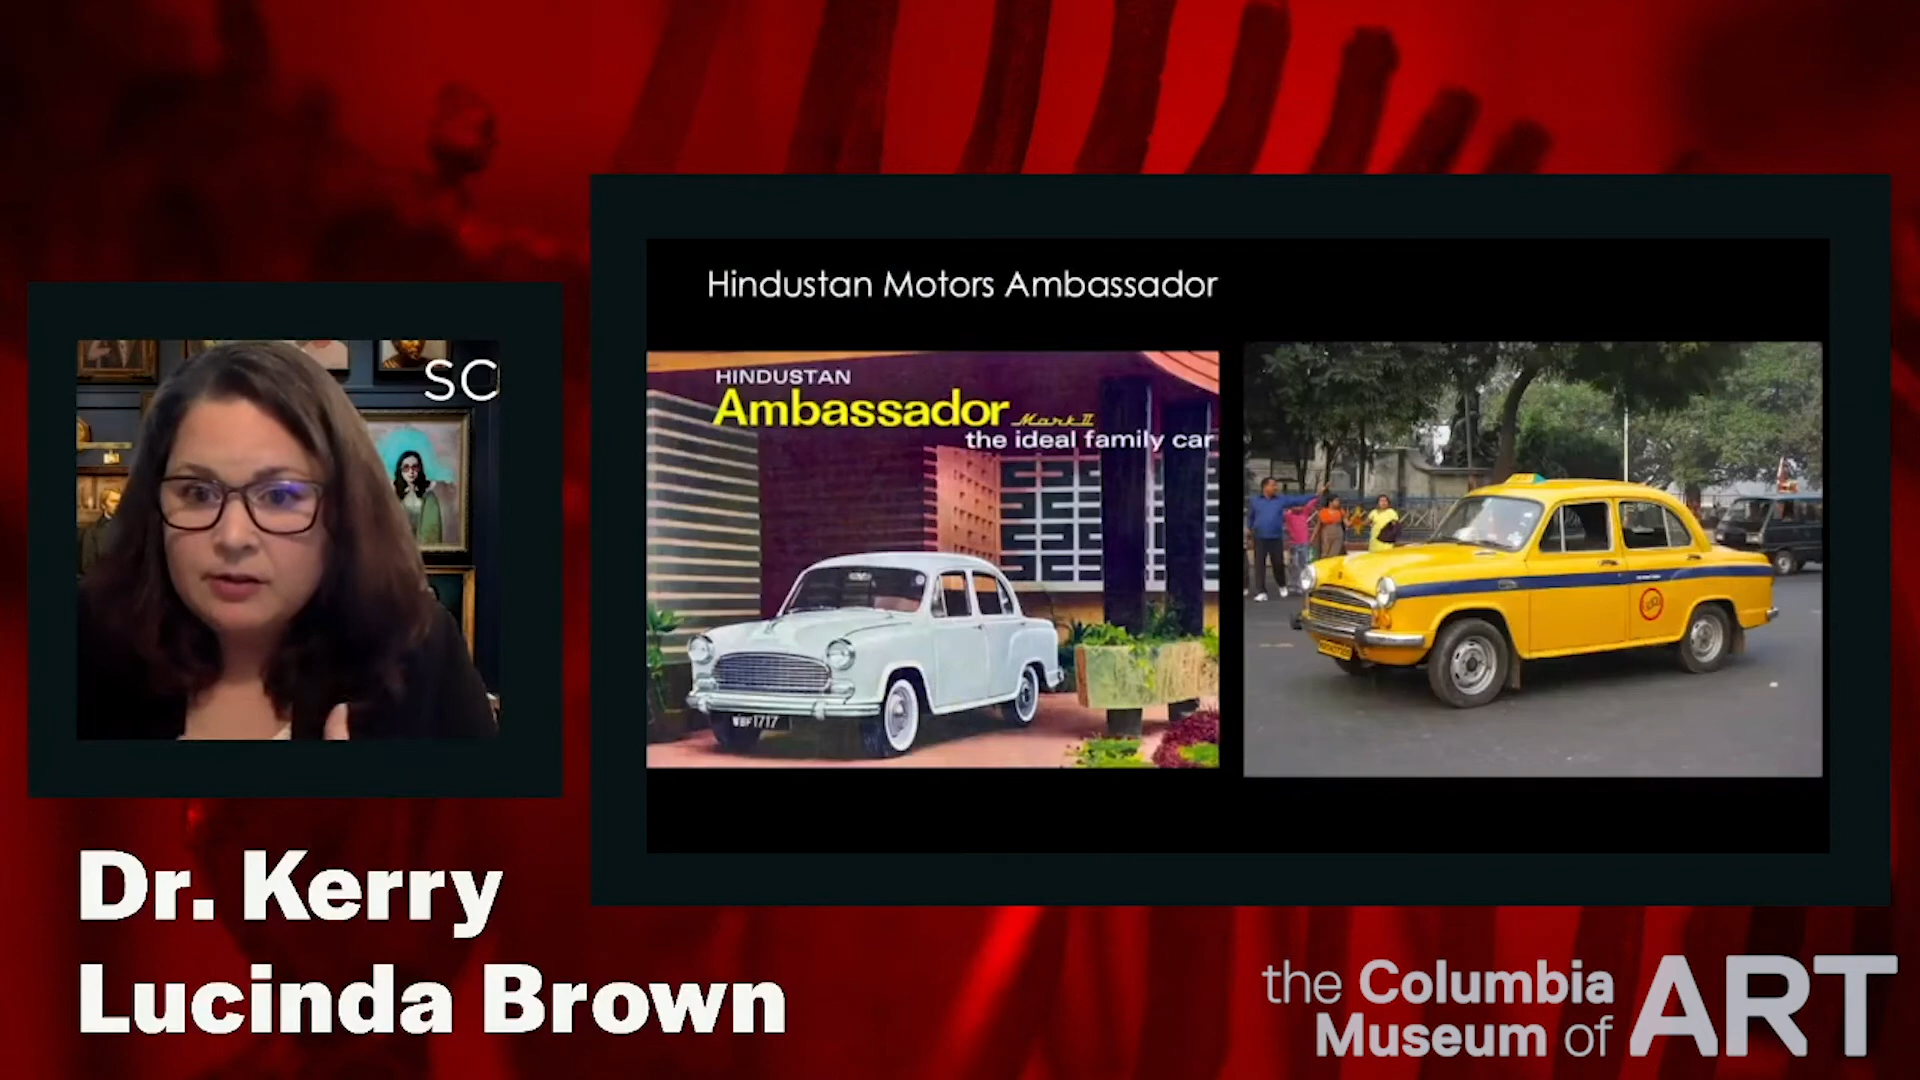 Hindustan Motors Ambassador
HINDUSTAN
Ambassador Mark II
the ideal family car
WBF 1717
SC
Dr. Kerry
Lucinda Brown
the Columbia
Museum of ART